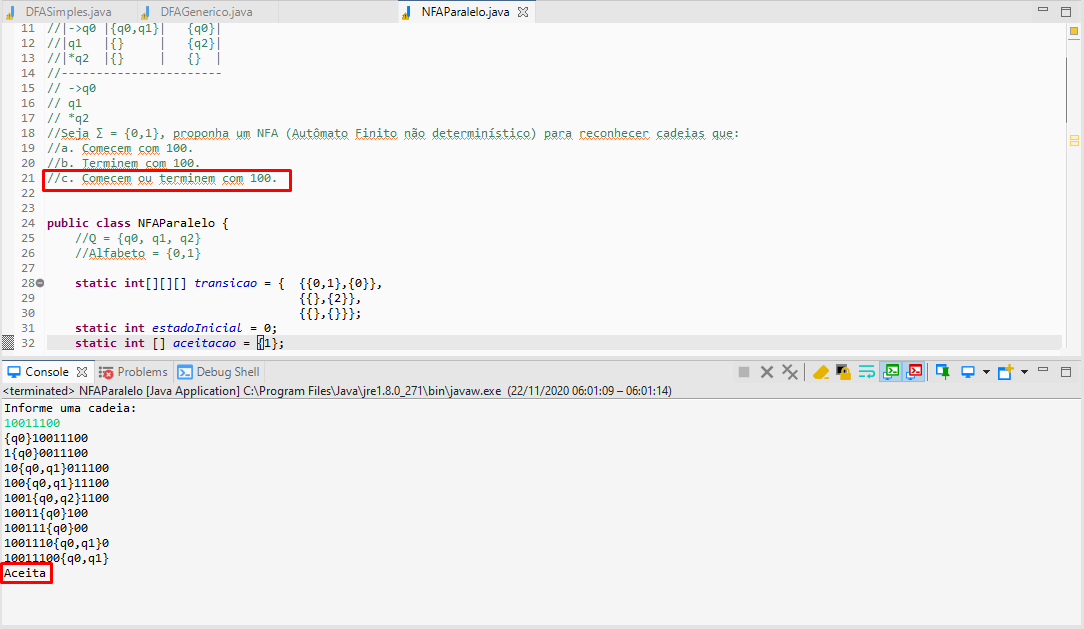 DFASimples.java DFAGenerico.java NFAParalelo.java
11 //|->q0 |{q0,q1}| {q0}|
12 //|q1 |{} | {q2}|
13 //|*q2 |{} | {} |
14 //-----------------------
15 // ->q0
16 // q1
17 // *q2
18 //Seja Σ = {0,1}, proponha um NFA (Autômato Finito não determinístico) para reconhecer cadeias que:
19 //a. Comecem com 100.
20 //b. Terminem com 100.
21 //c. Comecem ou terminem com 100.
22
23
24 public class NFAParalelo {
25 //Q = {q0, q1, q2}
26 //Alfabeto = {0,1}
27
28 static int[][][] transicao = { {{0,1},{0}},
29 {{},{2}},
30 {{},{}}};
31 static int estadoInicial = 0;
32 static int [] aceitacao = {1};
Console Problems Debug Shell
<terminated> NFAParalelo [Java Application] C:\Program Files\Java\jre1.8.0_271\bin\javaw.exe (22/11/2020 06:01:09 – 06:01:14)
Informe uma cadeia:
10011100
{q0}10011100
1{q0}0011100
10{q0,q1}011100
100{q0,q1}11100
1001{q0,q2}1100
10011{q0}100
100111{q0}00
1001110{q0,q1}0
10011100{q0,q1}
Aceita